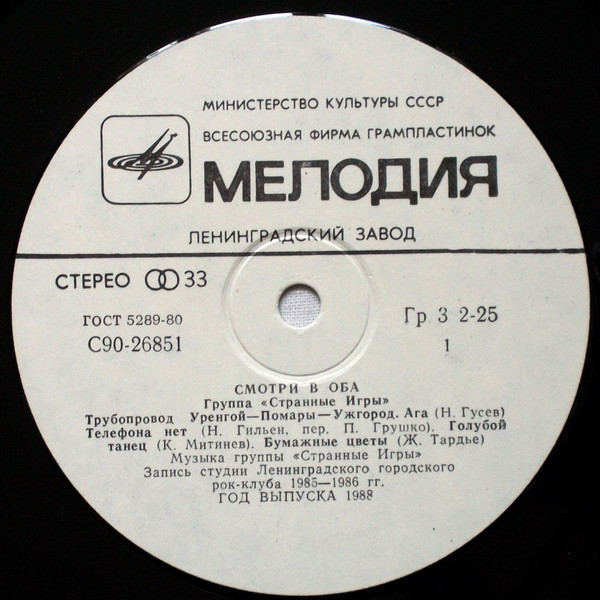 МИНИСТЕРСТВО КУЛЬТУРЫ СССР
ВСЕСОЮЗНАЯ ФИРМА ГРАМПЛАСТИНОК
МЕЛОДИЯ
ЛЕНИНГРАДСКИЙ ЗАВОД
СТЕРЕО 33
ГОСТ 5289-80
С90-26851
Гр 3 2-25
1
СМОТРИ В ОБА
Группа «Странные Игры»
Трубопровод Уренгой—Помары—Ужгород. Ага (Н. Гусев)
Телефона нет (Н. Гильен, пер. П. Грушко). Голубой
танец (К. Митинев). Бумажные цветы (Ж. Тардье)
Музыка группы «Странные Игры»
Запись студии Ленинградского городского
рок-клуба 1985—1986 гг.
ГОД ВЫПУСКА 1988